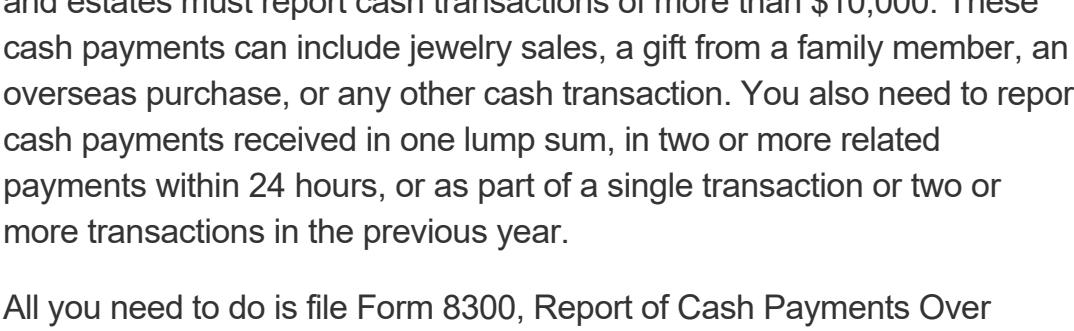 and estates must report cash transactions of more than $10,000. These
cash payments can include jewelry sales, a gift from a family member, an
overseas purchase, or any other cash transaction. You also need to repor
cash payments received in one lump sum, in two or more related
payments within 24 hours, or as part of a single transaction or two or
more transactions in the previous year.
All you need to do is file Form 8300, Report of Cash Payments Over